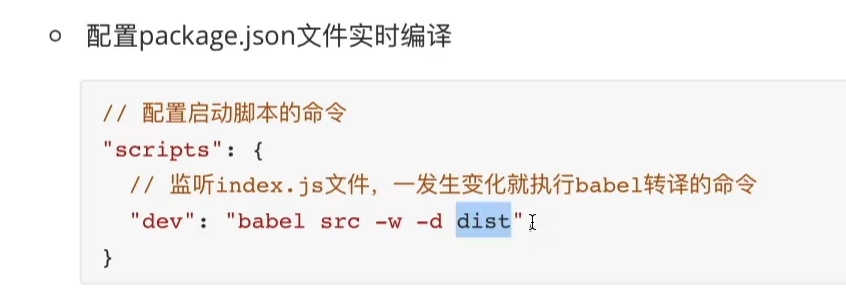 配置package.json文件实时编译
// 配置启动脚本的命令
"scripts": {
// 监听index.js文件，一发生变化就执行babel转译的命令
"dev": "babel src -w -d dist"
}